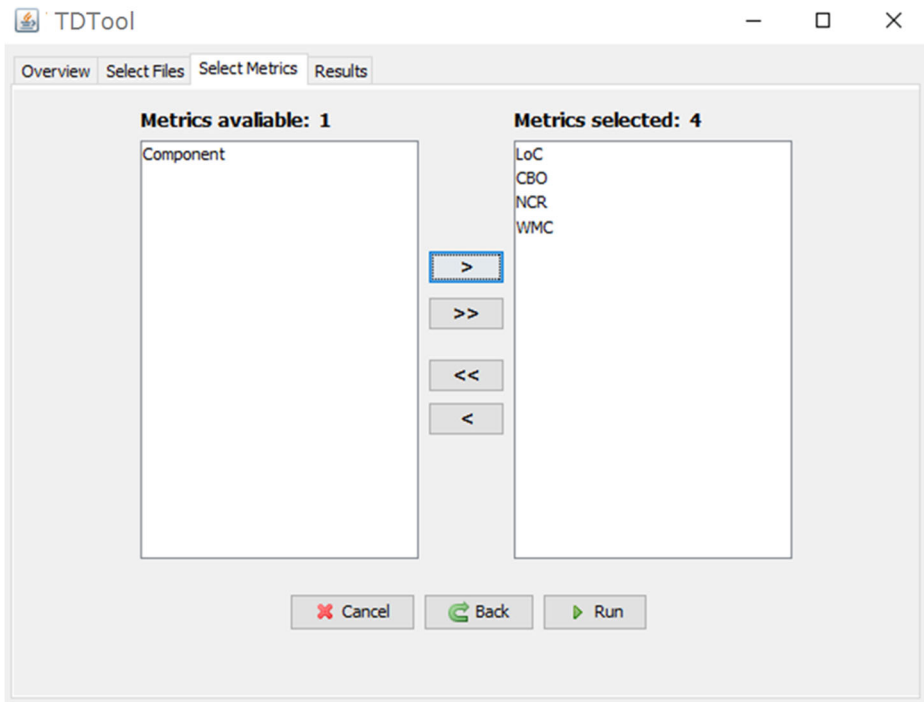 TDTool
Overview Select Files Select Metrics Results
Metrics avaliable: 1 Metrics selected: 4
Component LoC
CBO
NCR
WMC
>
>>
<<
<
Cancel Back Run